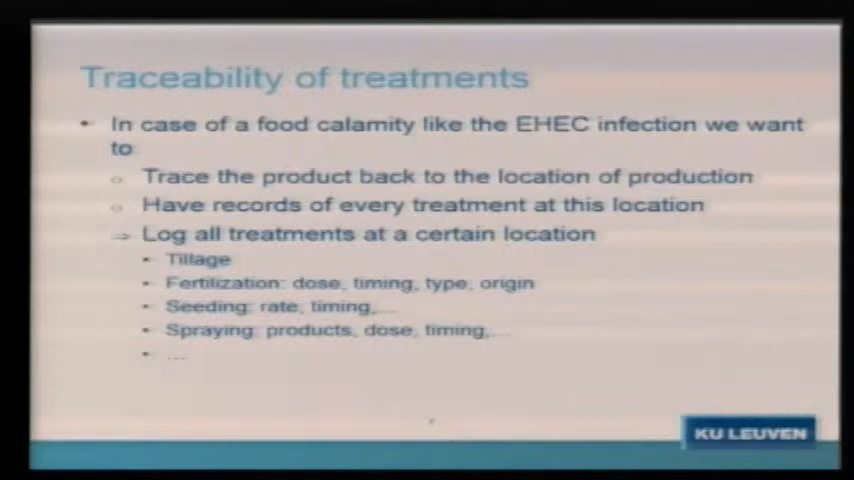 Traceability of treatments
• In case of a food calamity like the EHEC infection we want
to
o Trace the product back to the location of production
o Have records of every treatment at this location
⇒ Log all treatments at a certain location
• Tillage
• Fertilization: dose, timing, type, origin
• Seeding: rate, timing,...
• Spraying: products, dose, timing,...
• ...
KU LEUVEN